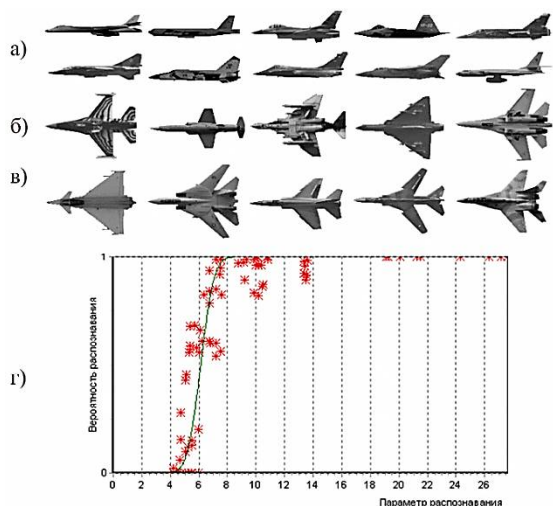 а)
б)
в)
г)
Вероятность распознавания
1
0
0 2 4 6 8 10 12 14 16 18 20 22 24 26
Параметр распознавания